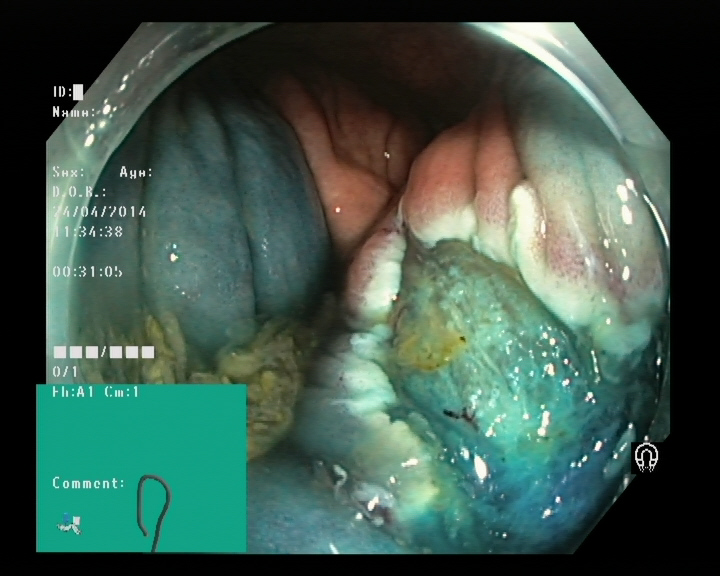 ID:
Name:
Sex: Age:
D.O.B.:
24/04/2014
11:34:38
00:31:05
0/1
Eh:A1 Cm:1
Comment: